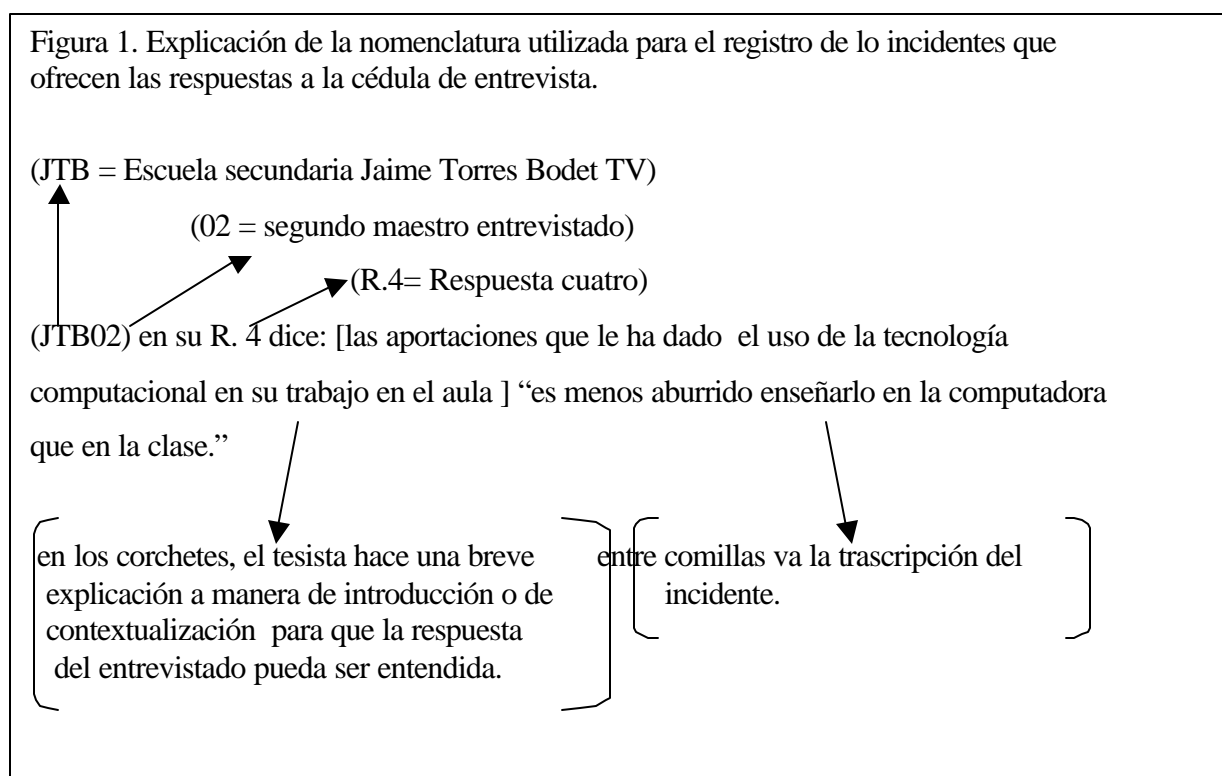 Figura 1. Explicación de la nomenclatura utilizada para el registro de lo incidentes que
ofrecen las respuestas a la cédula de entrevista.
(JTB = Escuela secundaria Jaime Torres Bodet TV)
(02 = segundo maestro entrevistado)
(R.4= Respuesta cuatro)
(JTB02) en su R. 4 dice: [las aportaciones que le ha dado el uso de la tecnología
computacional en su trabajo en el aula ] “es menos aburrido enseñarlo en la computadora
que en la clase.”
en los corchetes, el tesista hace una breve
explicación a manera de introducción o de
contextualización para que la respuesta
del entrevistado pueda ser entendida.
entre comillas va la trascripción del
incidente.